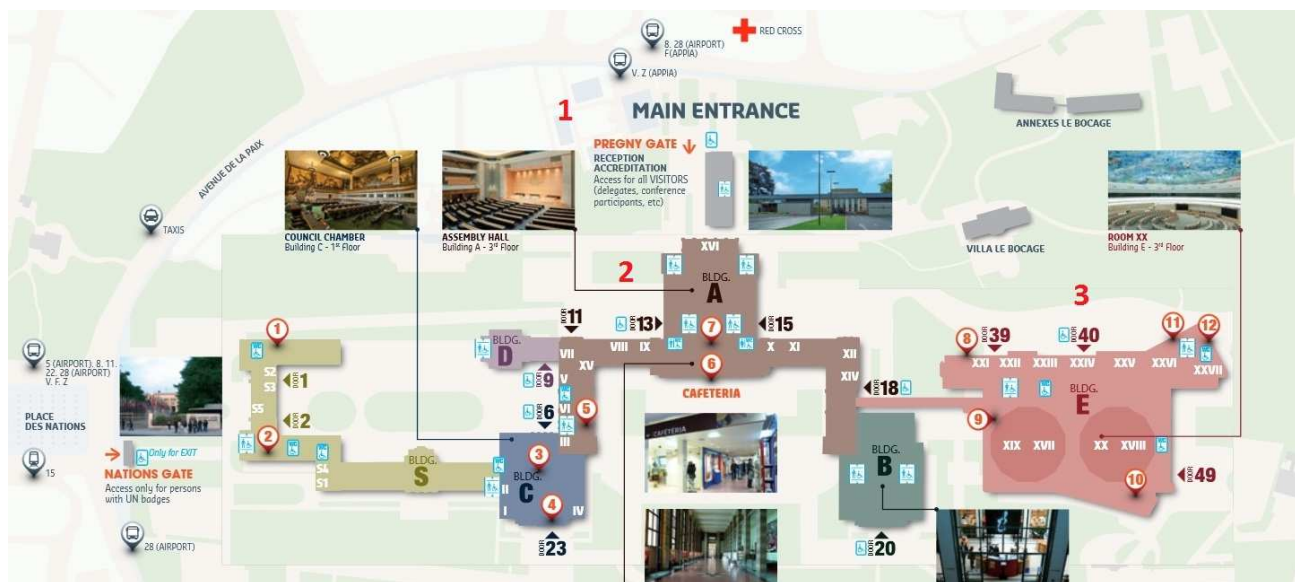 8. 28 (AIRPORT)
F(APPIA)
RED CROSS
V. Z (APPIA)
1
MAIN ENTRANCE
ANNEXES LE BOCAGE
PREGNY GATE
RECEPTION
ACCREDITATION
Access for all VISITORS
(delegates, conference
participants, etc)
AVENUE DE LA PAIX
TAXIS
COUNCIL CHAMBER
Building C - 1st Floor
ASSEMBLY HALL
Building A - 3rd Floor
VILLA LE BOCAGE
ROOM XX
Building E - 3rd Floor
XVI
2
BLDG.
A
3
DOOR 11
DOOR 13
7
DOOR 15
1
BLDG.
D
VII
VIII IX
X XI
XII
8
DOOR 39
DOOR 40
11
12
XV
6
CAFETERIA
XXI XXII XXIII XXIV XXV XXVI
XXVII
5 (AIRPORT). 8. 11.
22. 28 (AIRPORT)
V. F. Z
S2
S3
DOOR 1
DOOR 9
V
XIV
DOOR 18
BLDG.
E
PLACE
DES NATIONS
S5
DOOR 2
DOOR 6
VI
5
9
2
III
XIX XVII
XX XVIII
CAFÉTÉRIA
Only for EXIT
15
NATIONS GATE
Access only for persons
with UN badges
S4
S1
BLDG.
S
BLDG.
C
3
II
I
4
IV
BLDG.
B
10
DOOR 49
28 (AIRPORT)
DOOR 23
DOOR 20